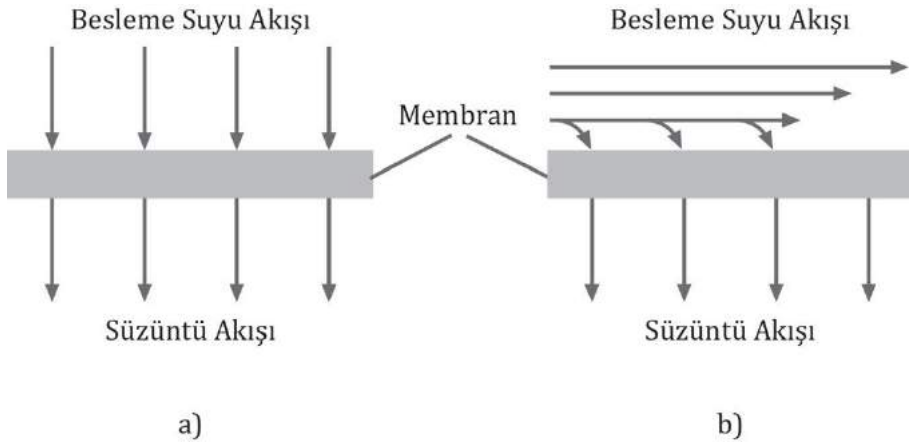 Besleme Suyu Akışı
Besleme Suyu Akışı
Membran
Süzüntü Akışı
Süzüntü Akışı
a)
b)